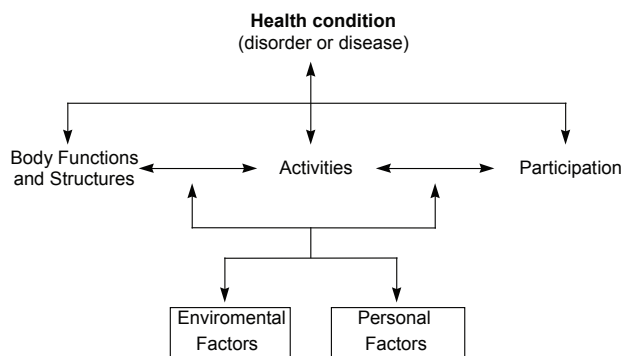 Health condition
(disorder or disease)
Body Functions
and Structures
Activities
Participation
Enviromental
Factors
Personal
Factors